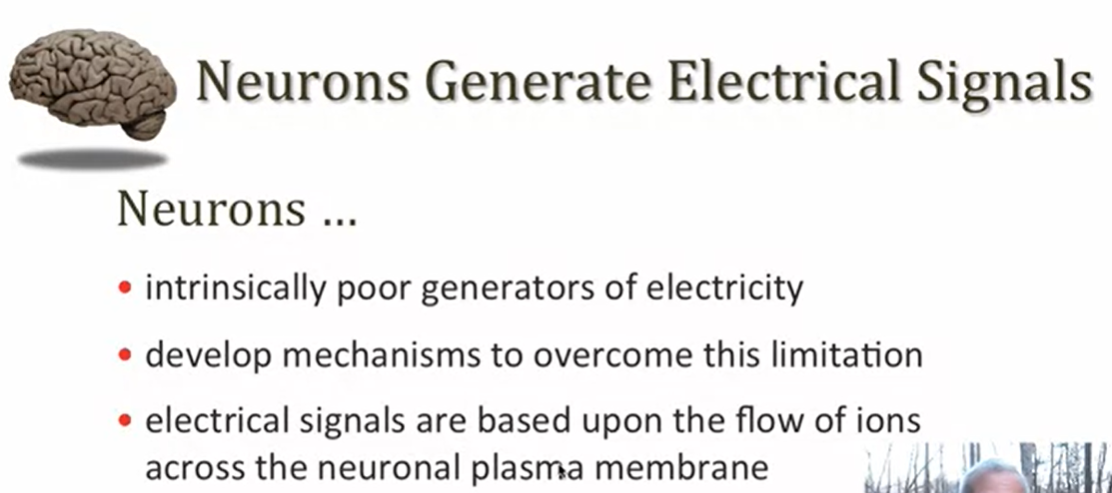 Neurons Generate Electrical Signals
Neurons ...
• intrinsically poor generators of electricity
• develop mechanisms to overcome this limitation
• electrical signals are based upon the flow of ions
across the neuronal plasma membrane